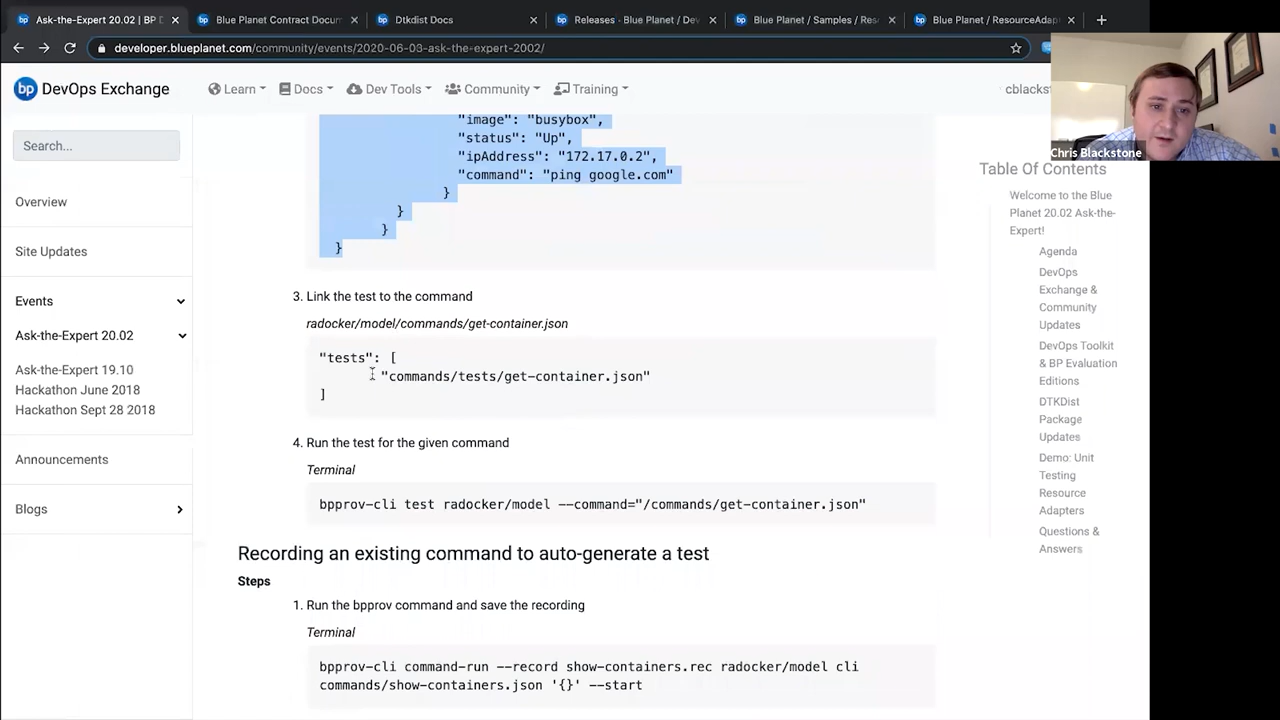 Ask-the-Expert 20.02 | BP D
Blue Planet Contract Docum
Dtkdist Docs
Releases · Blue Planet / Dev
Blue Planet / Samples / Res
Blue Planet / ResourceAdap
developer.blueplanet.com/community/events/2020-06-03-ask-the-expert-2002/
bp DevOps Exchange
Learn
Docs
Dev Tools
Community
Training
cblackst
Chris Blackstone
Search...
Overview
Site Updates
Events
Ask-the-Expert 20.02
Ask-the-Expert 19.10
Hackathon June 2018
Hackathon Sept 28 2018
Announcements
Blogs
"image": "busybox",
"status": "Up",
"ipAddress": "172.17.0.2",
"command": "ping google.com"
}
}
}
}
3. Link the test to the command
radocker/model/commands/get-container.json
"tests": [
"commands/tests/get-container.json"
]
4. Run the test for the given command
Terminal
bpprov-cli test radocker/model --command="/commands/get-container.json"
Recording an existing command to auto-generate a test
Steps
1. Run the bpprov command and save the recording
Terminal
bpprov-cli command-run --record show-containers.rec radocker/model cli
commands/show-containers.json '{}' --start
Table Of Contents
Welcome to the Blue
Planet 20.02 Ask-the-
Expert!
Agenda
DevOps
Exchange &
Community
Updates
DevOps Toolkit
& BP Evaluation
Editions
DTKDist
Package
Updates
Demo: Unit
Testing
Resource
Adapters
Questions &
Answers